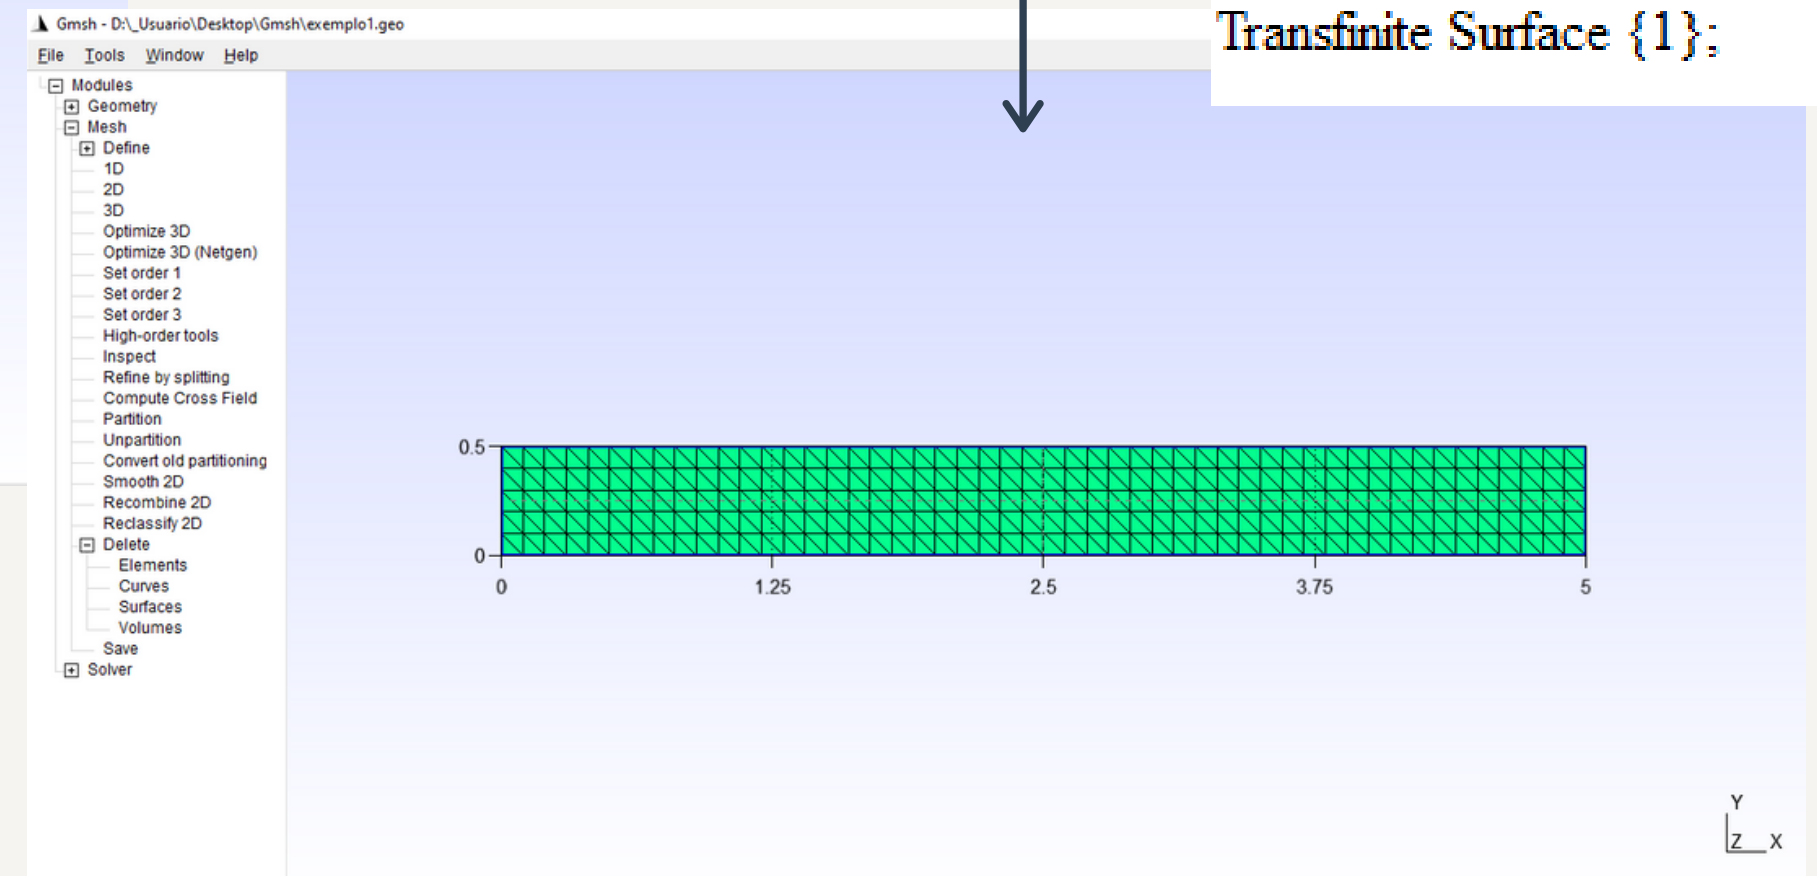 Gmsh - D:\_Usuario\Desktop\Gmsh\exemplo1.geo
File Tools Window Help
Transfinite Surface {1};
Modules
Geometry
Mesh
Define
1D
2D
3D
Optimize 3D
Optimize 3D (Netgen)
Set order 1
Set order 2
Set order 3
High-order tools
Inspect
Refine by splitting
Compute Cross Field
Partition
Unpartition
Convert old partitioning
Smooth 2D
Recombine 2D
Reclassify 2D
Delete
Elements
Curves
Surfaces
Volumes
Save
Solver
0.5
0
0 1.25 2.5 3.75 5
Y
Z X